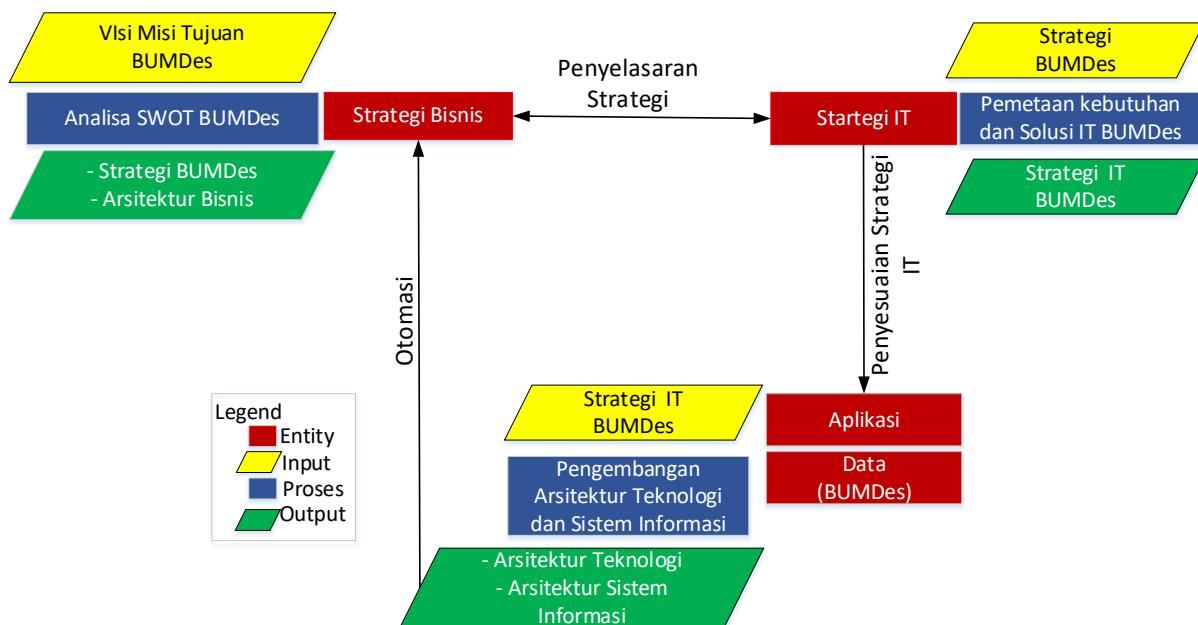 VIsi Misi Tujuan
BUMDes
Analisa SWOT BUMDes
- Strategi BUMDes
- Arsitektur Bisnis
Strategi Bisnis
Penyelasaran
Strategi
Startegi IT
Strategi
BUMDes
Pemetaan kebutuhan
dan Solusi IT BUMDes
Strategi IT
BUMDes
Penyesuaian Strategi
IT
Otomasi
Strategi IT
BUMDes
Pengembangan
Arsitektur Teknologi
dan Sistem Informasi
- Arsitektur Teknologi
- Arsitektur Sistem
Informasi
Aplikasi
Data
(BUMDes)
Legend
Entity
Input
Proses
Output